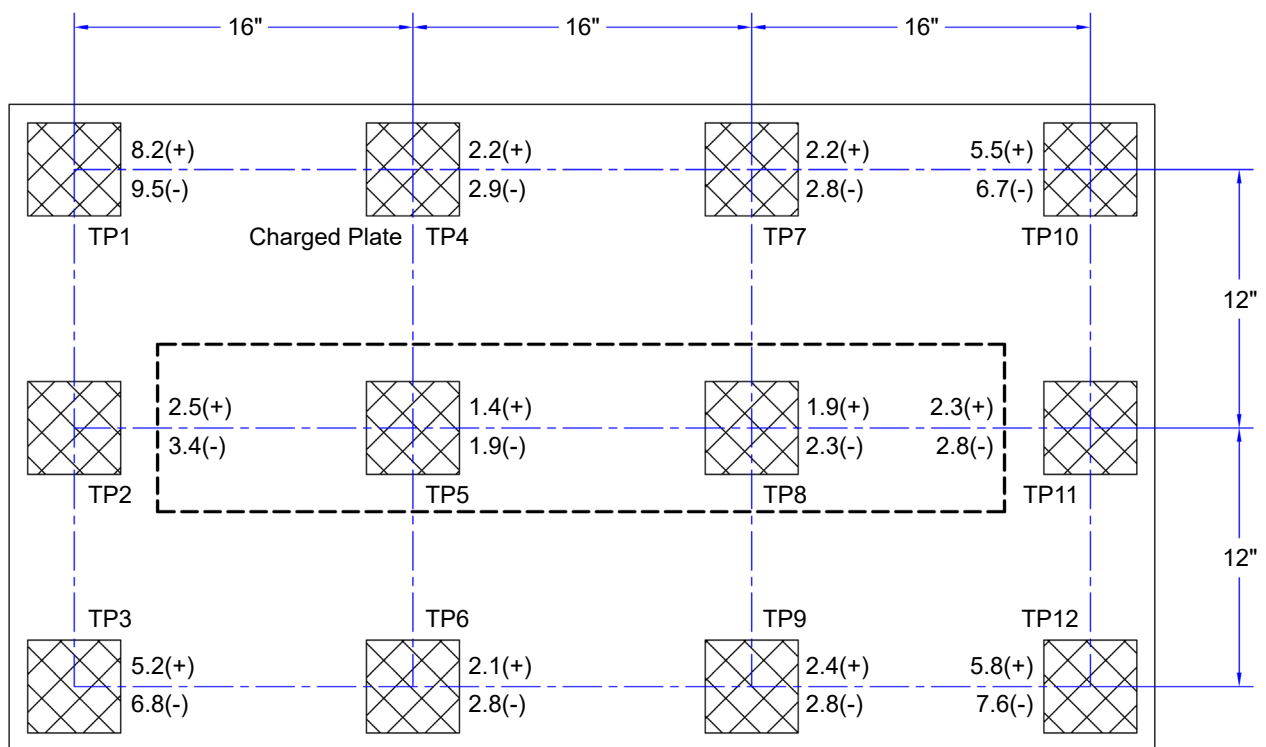 16" 16" 16"
8.2(+) 2.2(+) 2.2(+) 5.5(+)
9.5(-) 2.9(-) 2.8(-) 6.7(-)
TP1 Charged Plate TP4 TP7 TP10
12"
2.5(+) 1.4(+) 1.9(+) 2.3(+)
3.4(-) 1.9(-) 2.3(-) 2.8(-)
TP2 TP5 TP8 TP11
12"
TP3 TP6 TP9 TP12
5.2(+) 2.1(+) 2.4(+) 5.8(+)
6.8(-) 2.8(-) 2.8(-) 7.6(-)